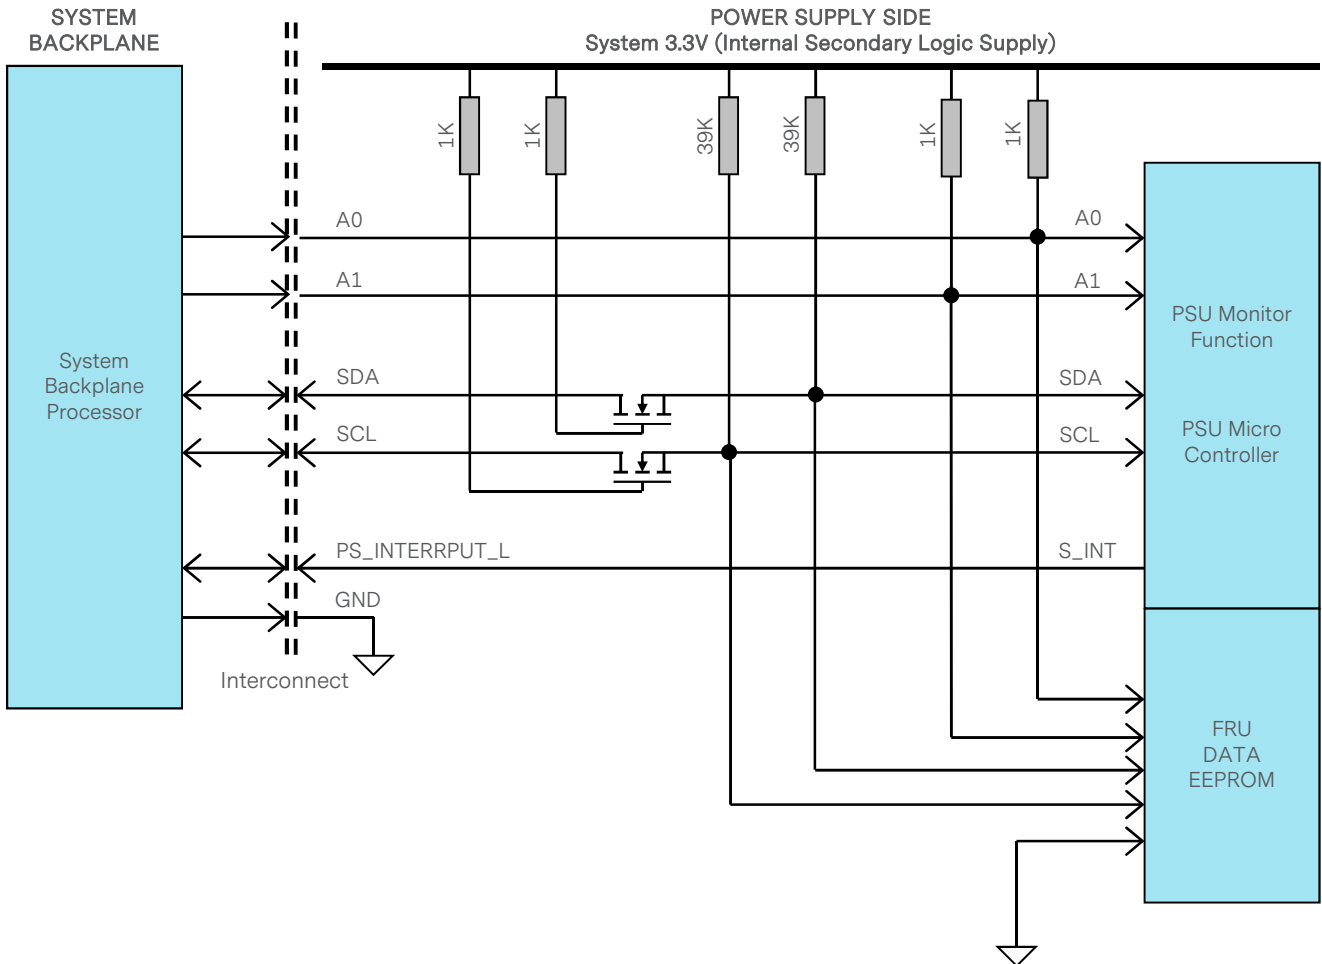 SYSTEM
BACKPLANE
POWER SUPPLY SIDE
System 3.3V (Internal Secondary Logic Supply)
1K
1K
39K
39K
1K
1K
A0
A0
A1
A1
SDA
SDA
SCL
SCL
PS_INTERRPUT_L
S_INT
GND
System
Backplane
Processor
Interconnect
PSU Monitor
Function
PSU Micro
Controller
FRU
DATA
EEPROM